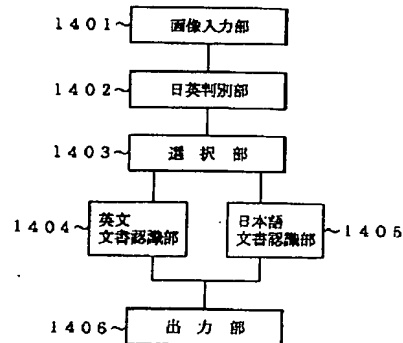 1401~ 画像入力部
1402~ 日英判別部
1403~ 選択部
1404~ 英文 文書認識部
日本語 文書認識部 ~1405
1406~ 出力部